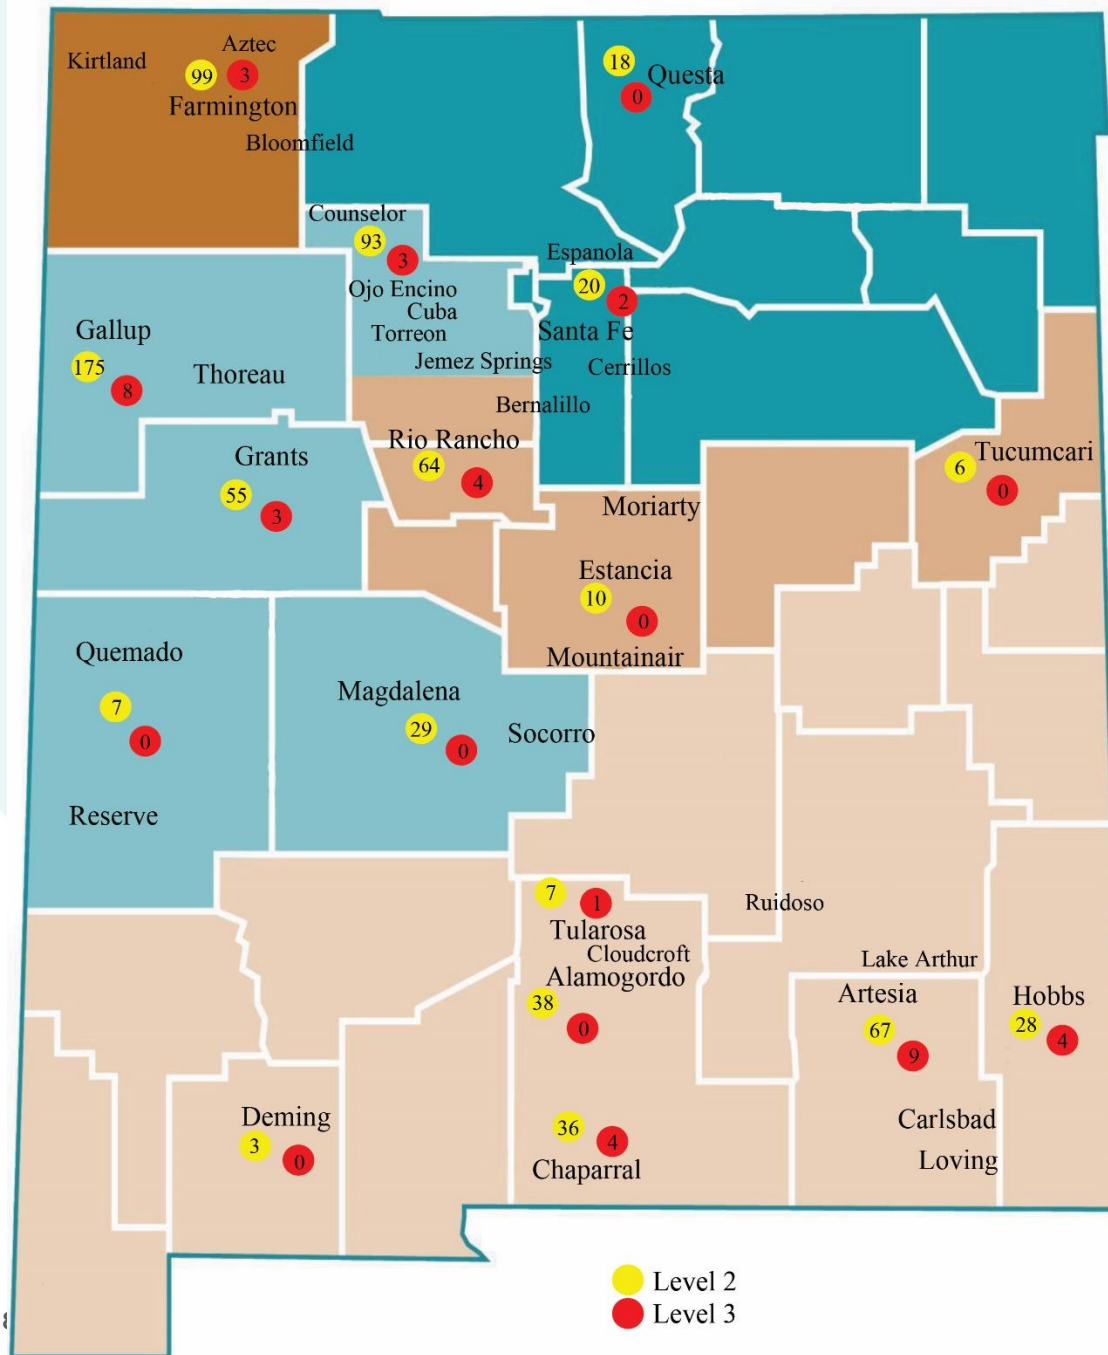 Aztec
Kirtland
99
3
Farmington
Bloomfield
18
Questa
0
Counselor
93
3
Ojo Encino
Cuba
Torreon
Jemez Springs
Espanola
20
2
Santa Fe
Cerrillos
Bernalillo
Gallup
175
8
Thoreau
Grants
55
3
Rio Rancho
64
4
Tucumcari
6
0
Moriarty
Estancia
10
0
Mountainair
Quemado
7
0
Reserve
Magdalena
29
0
Socorro
7
1
Tularosa
Cloudcroft
Alamogordo
38
0
36
4
Chaparral
Ruidoso
Lake Arthur
Artesia
67
9
Carlsbad
Loving
Hobbs
28
4
Deming
3
0
Level 2
Level 3